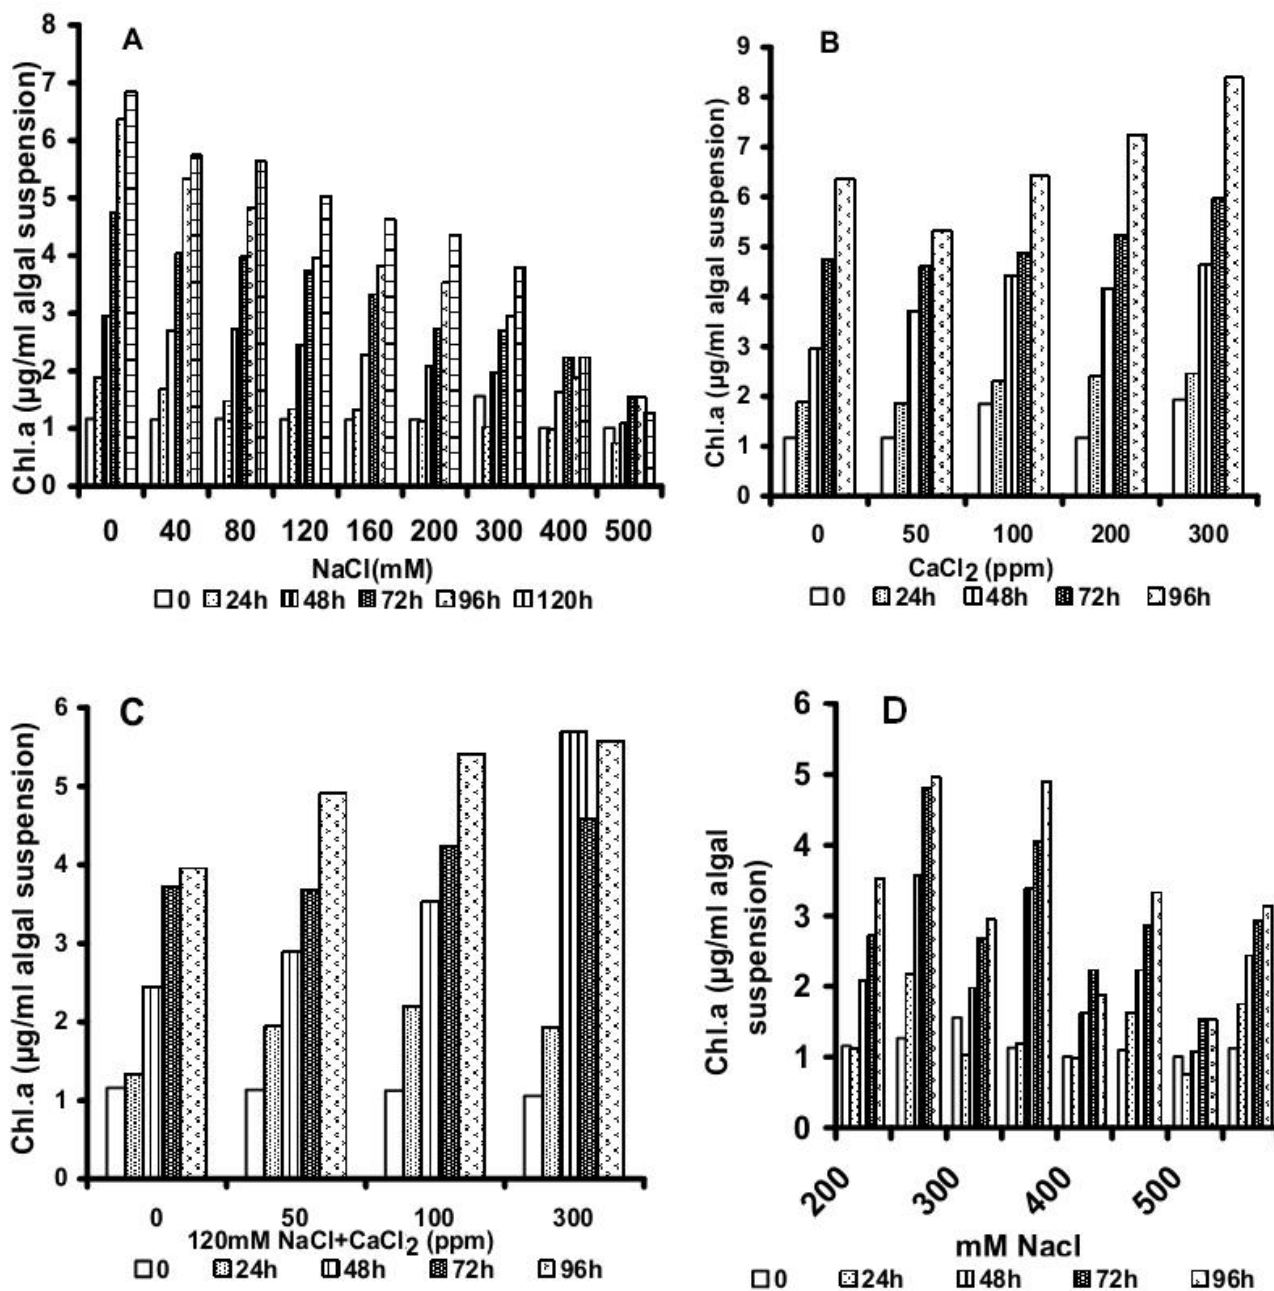 A
Chl.a (µg/ml algal suspension)
8
7
6
5
4
3
2
1
0
0 40 80 120 160 200 300 400 500
NaCl(mM)
0 24h 48h 72h 96h 120h
B
Chl.a (µg/ml algal suspension)
9
8
7
6
5
4
3
2
1
0
0 50 100 200 300
CaCl2 (ppm)
0 24h 48h 72h 96h
C
Chl.a (µg/ml algal suspension)
6
5
4
3
2
1
0
0 50 100 300
120mM NaCl+CaCl2 (ppm)
0 24h 48h 72h 96h
D
Chl.a (µg/ml algal
suspension)
6
5
4
3
2
1
0
200 300 400 500
mM Nacl
0 24h 48h 72h 96h